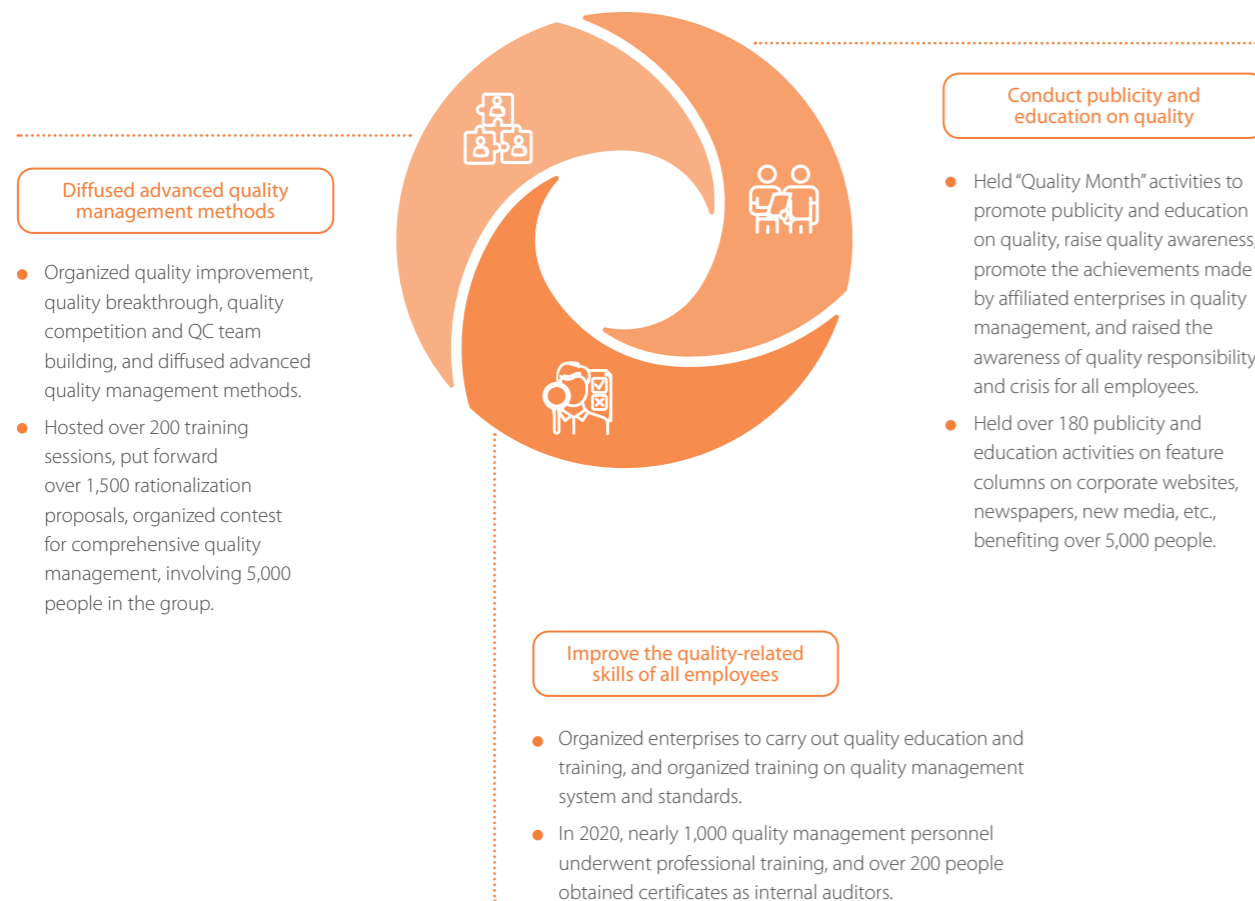 Diffused advanced quality
management methods
Organized quality improvement,
quality breakthrough, quality
competition and QC team
building, and diffused advanced
quality management methods.
Hosted over 200 training
sessions, put forward
over 1,500 rationalization
proposals, organized contest
for comprehensive quality
management, involving 5,000
people in the group.
Conduct publicity and
education on quality
Held “Quality Month” activities to
promote publicity and education
on quality, raise quality awareness,
promote the achievements made
by affiliated enterprises in quality
management, and raised the
awareness of quality responsibility
and crisis for all employees.
Held over 180 publicity and
education activities on feature
columns on corporate websites,
newspapers, new media, etc.,
benefiting over 5,000 people.
Improve the quality-related
skills of all employees
Organized enterprises to carry out quality education and
training, and organized training on quality management
system and standards.
In 2020, nearly 1,000 quality management personnel
underwent professional training, and over 200 people
obtained certificates as internal auditors.